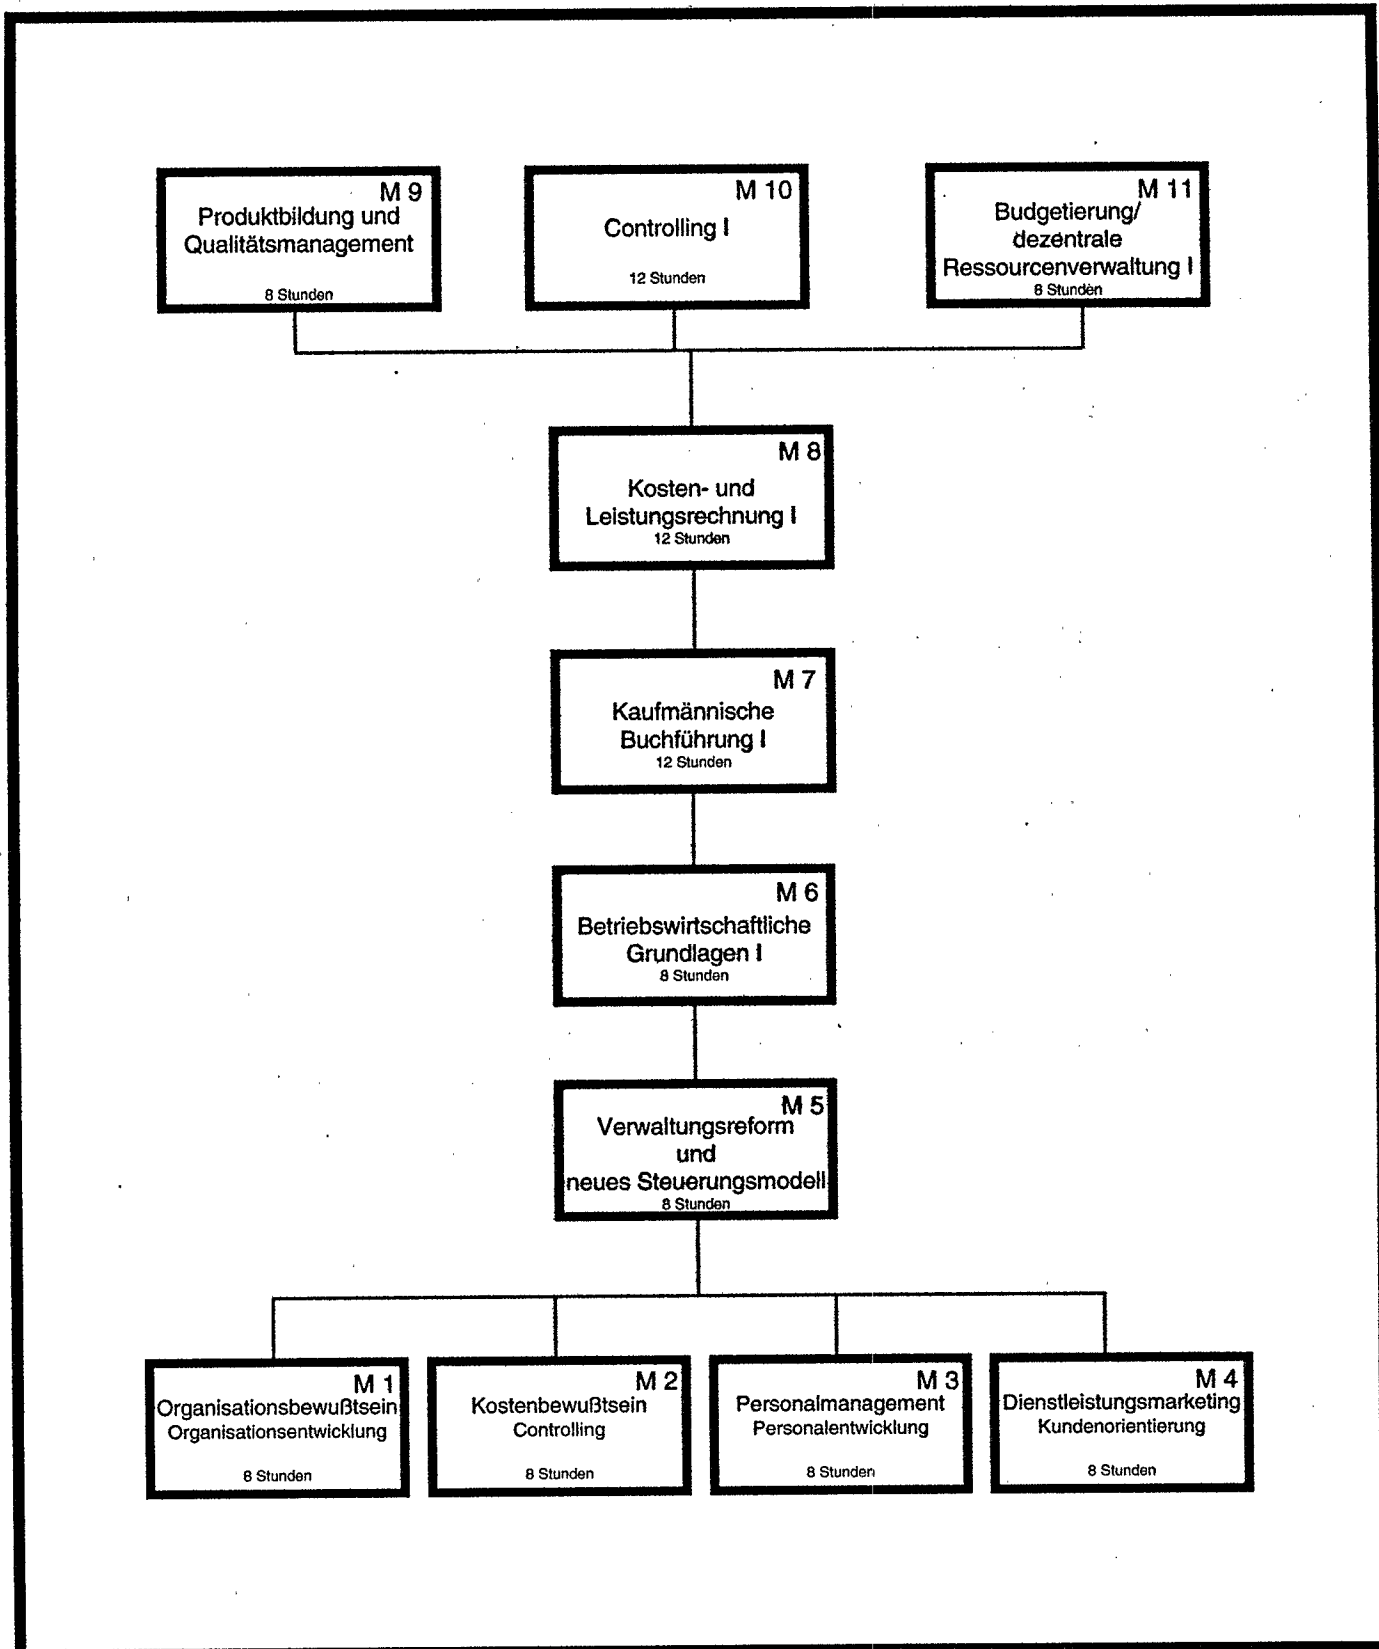 M 9
Produktbildung und
Qualitätsmanagement
8 Stunden
M 10
Controlling I
12 Stunden
M 11
Budgetierung/
dezentrale
Ressourcenverwaltung I
8 Stunden
M 8
Kosten- und
Leistungsrechnung I
12 Stunden
M 7
Kaufmännische
Buchführung I
12 Stunden
M 6
Betriebswirtschaftliche
Grundlagen I
8 Stunden
M 5
Verwaltungsreform
und
neues Steuerungsmodell
8 Stunden
M 1
Organisationsbewußtsein
Organisationsentwicklung
8 Stunden
M 2
Kostenbewußtsein
Controlling
8 Stunden
M 3
Personalmanagement
Personalentwicklung
8 Stunden
M 4
Dienstleistungsmarketing
Kundenorientierung
8 Stunden